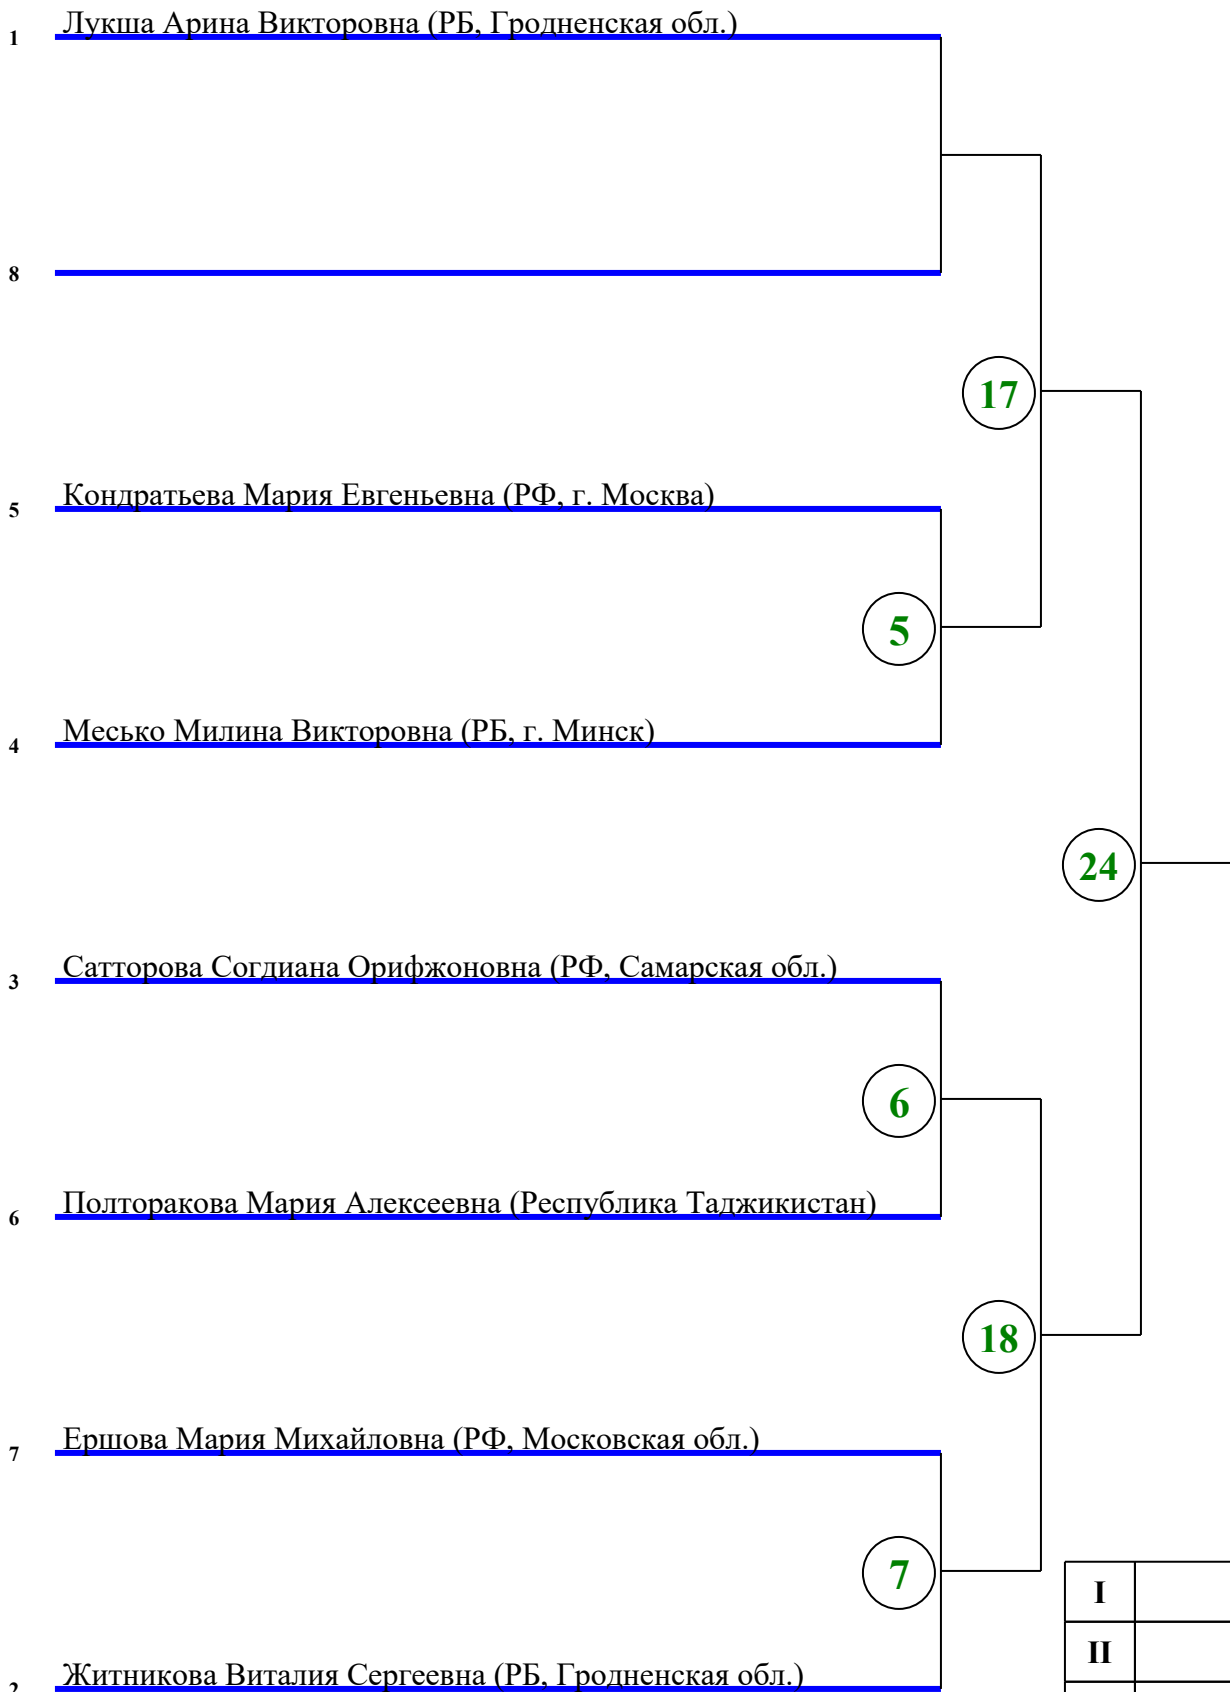 1 Лукша Арина Викторовна (РБ, Гродненская обл.)
8
17
5 Кондратьева Мария Евгеньевна (РФ, г. Москва)
5
4 Месько Милина Викторовна (РБ, г. Минск)
24
3 Сатторова Согдиана Орифжоновна (РФ, Самарская обл.)
6
6 Полторакова Мария Алексеевна (Республика Таджикистан)
18
7 Ершова Мария Михайловна (РФ, Московская обл.)
7
I
II
2 Житникова Виталия Сергеевна (РБ, Гродненская обл.)